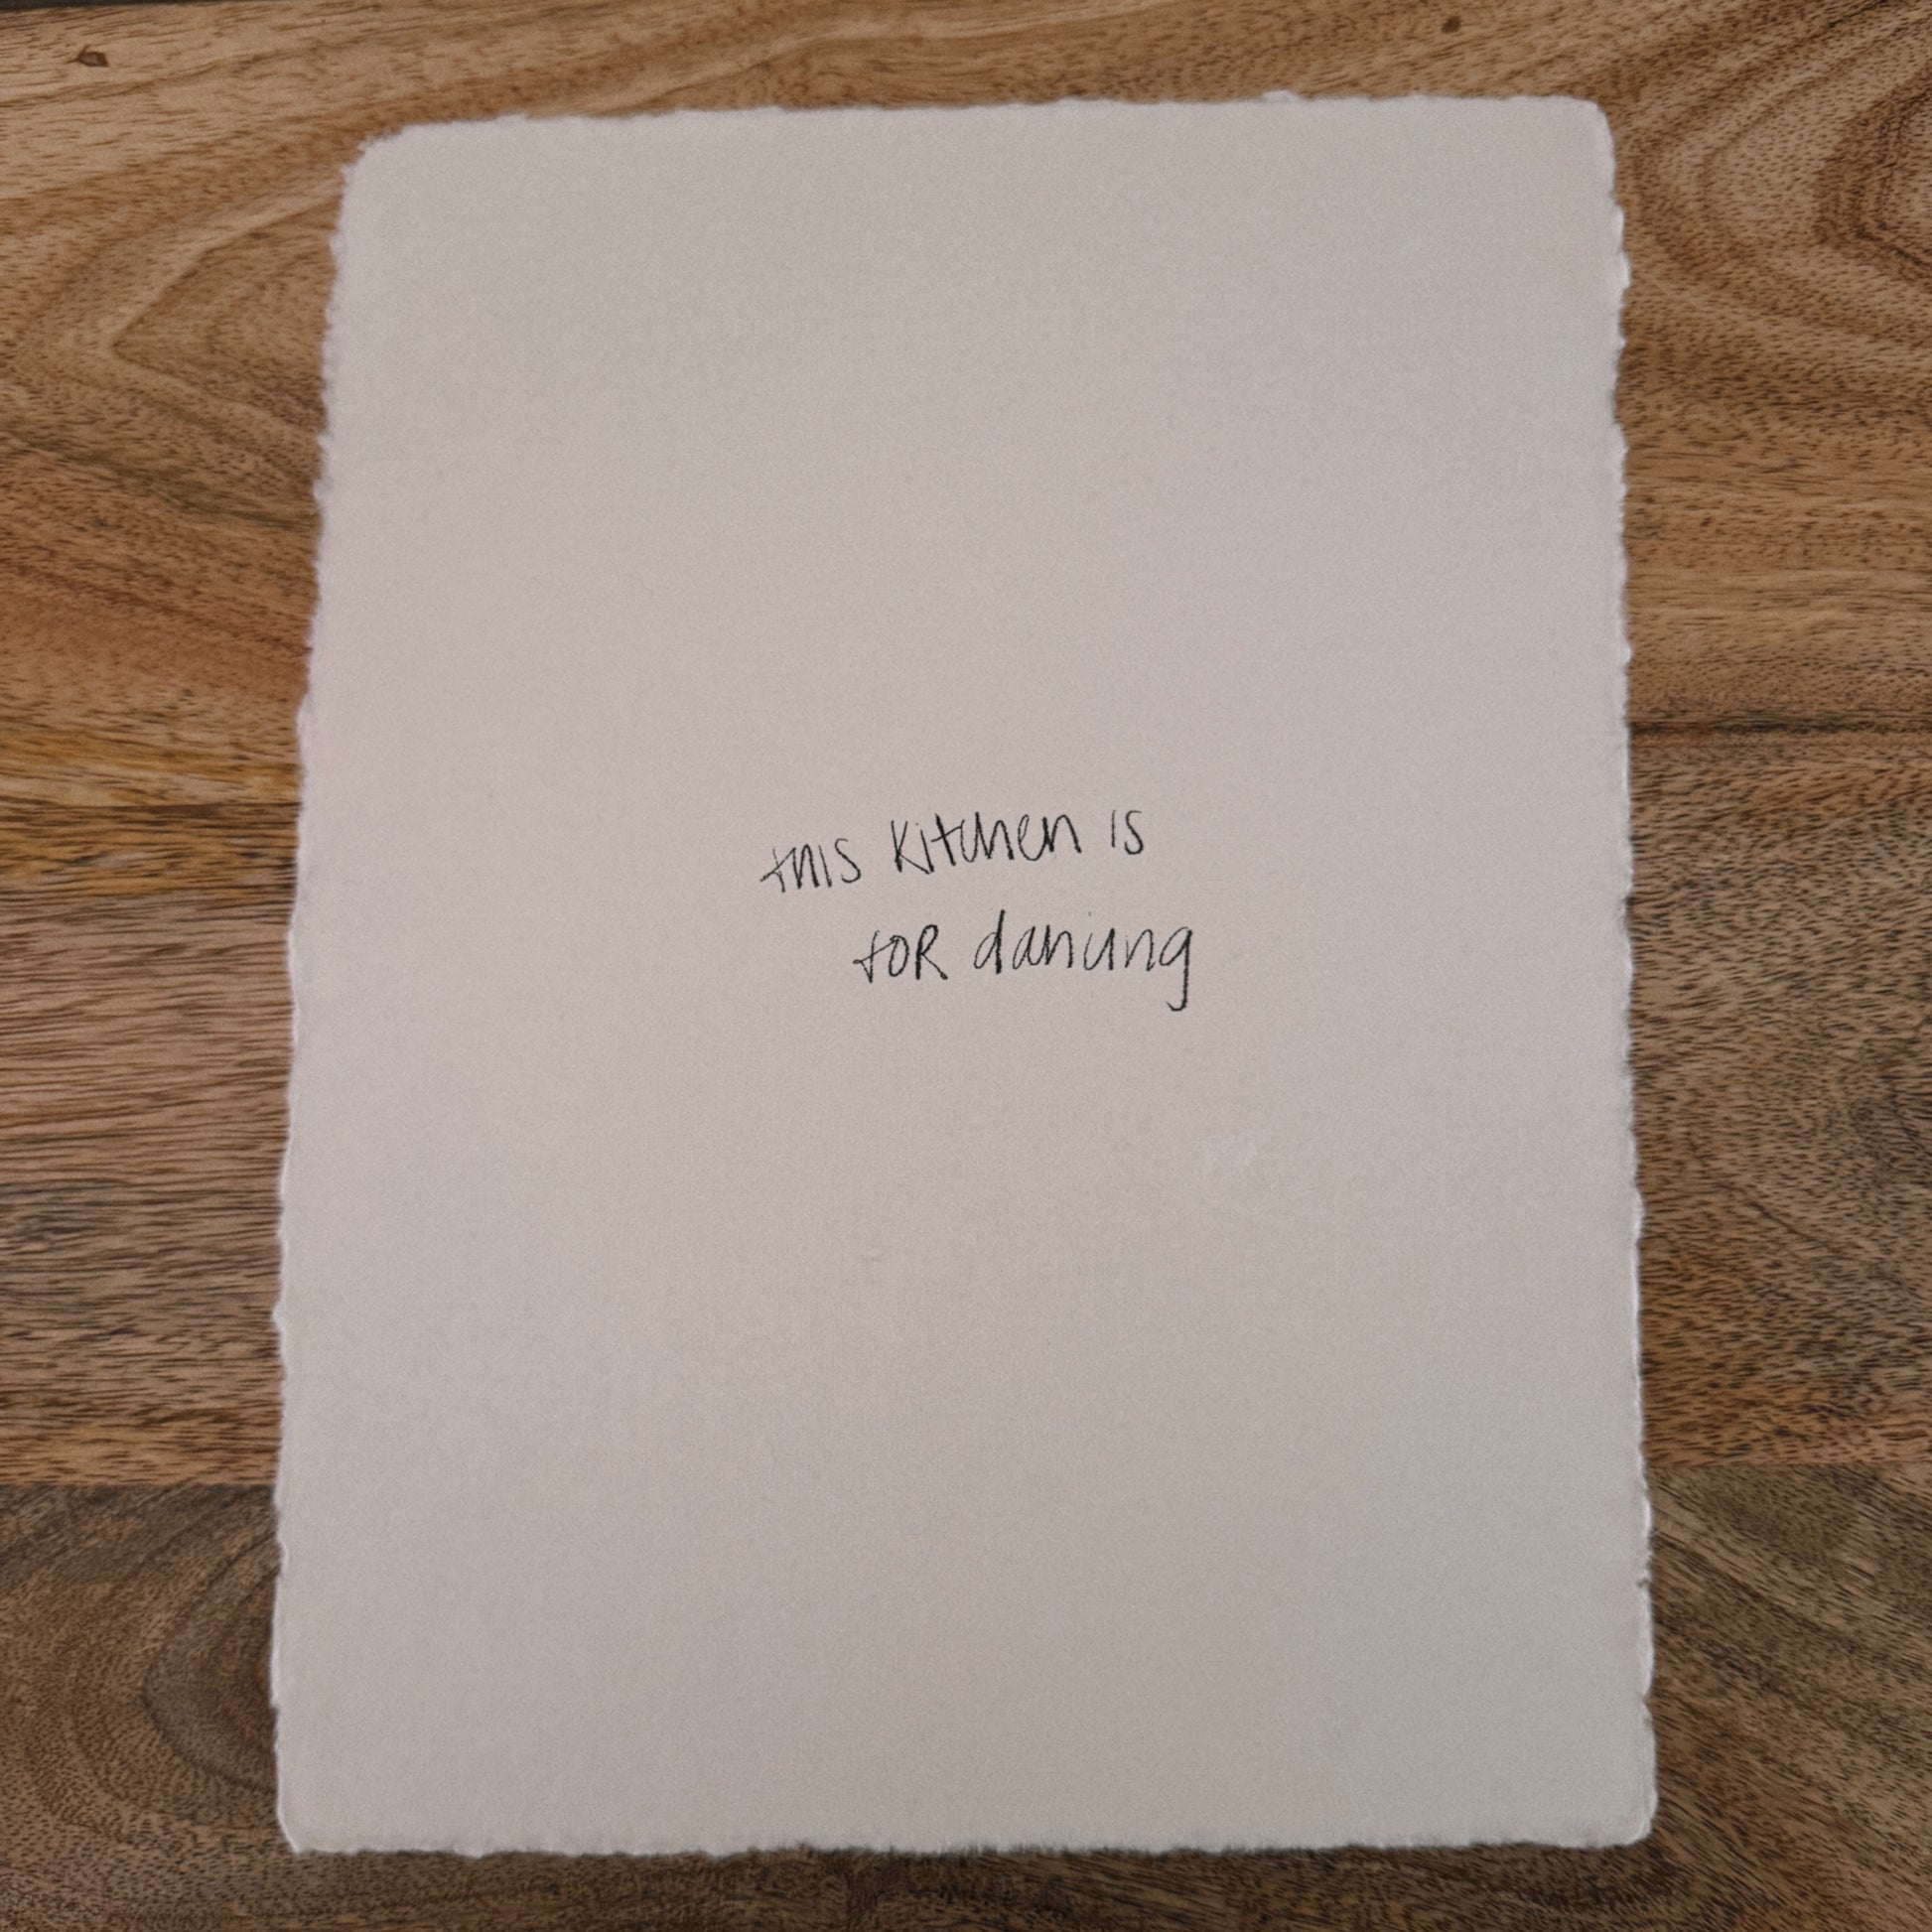 this kitchen is
for dancing